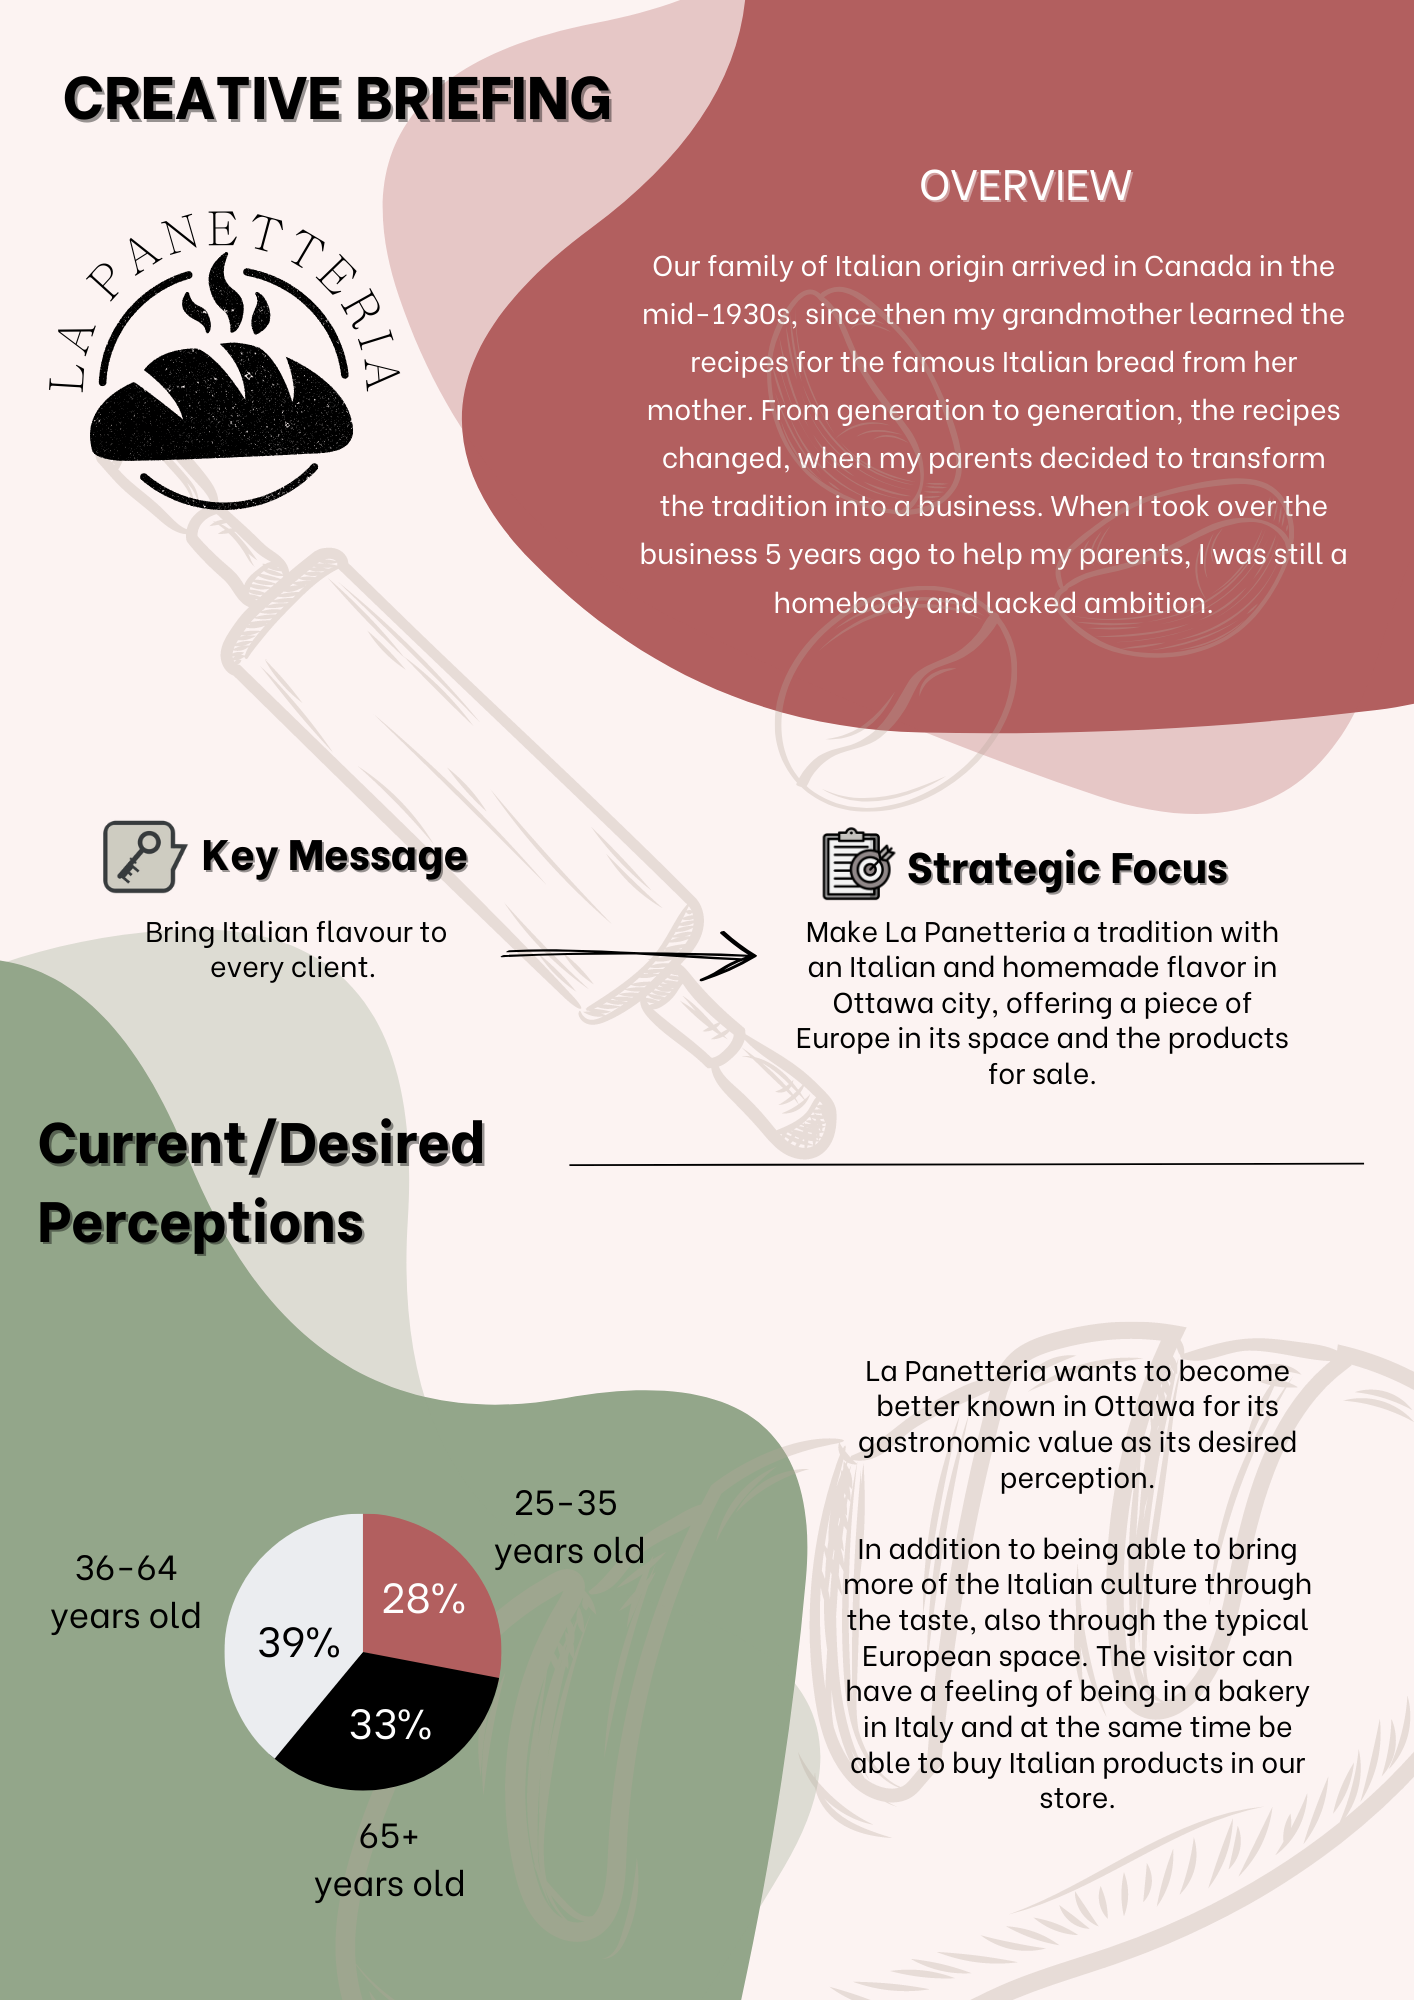 CREATIVE BRIEFING
LA PANETTERIA
OVERVIEW
Our family of Italian origin arrived in Canada in the
mid-1930s, since then my grandmother learned the
recipes for the famous Italian bread from her
mother. From generation to generation, the recipes
changed, when my parents decided to transform
the tradition into a business. When I took over the
business 5 years ago to help my parents, I was still a
homebody and lacked ambition.
Key Message
Bring Italian flavour to
every client.
Strategic Focus
Make La Panetteria a tradition with
an Italian and homemade flavor in
Ottawa city, offering a piece of
Europe in its space and the products
for sale.
Current/Desired
Perceptions
25-35
years old
28%
36-64
years old
39%
33%
65+
years old
La Panetteria wants to become
better known in Ottawa for its
gastronomic value as its desired
perception.
In addition to being able to bring
more of the Italian culture through
the taste, also through the typical
European space. The visitor can
have a feeling of being in a bakery
in Italy and at the same time be
able to buy Italian products in our
store.